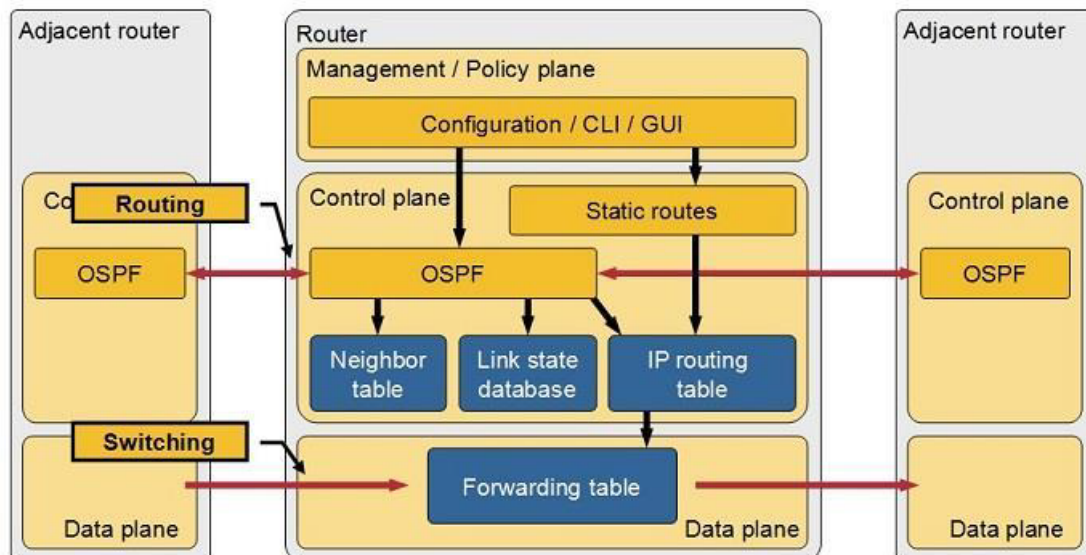 Adjacent router
Router
Adjacent router
Management / Policy plane
Configuration / CLI / GUI
Co
Routing
Control plane
Static routes
Control plane
OSPF
OSPF
OSPF
Neighbor
table
Link state
database
IP routing
table
Switching
Forwarding table
Data plane
Data plane
Data plane